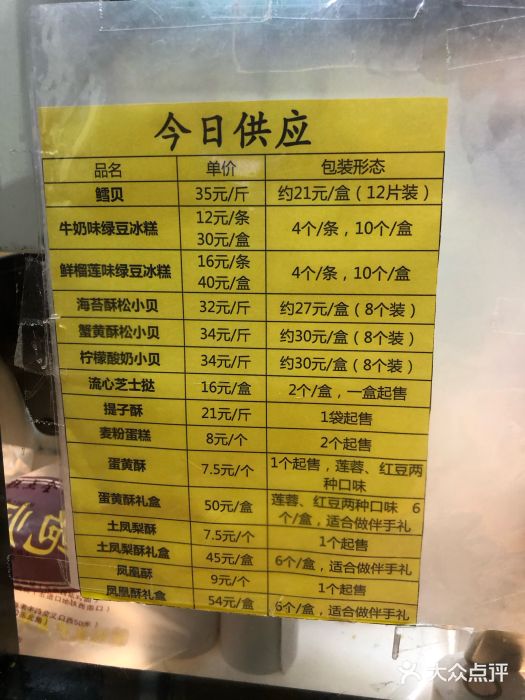 今日供应
品名 单价 包装形态
鳕贝 35元/斤 约21元/盒（12片装）
牛奶味绿豆冰糕 12元/条 30元/盒 4个/条，10个/盒
鲜榴莲味绿豆冰糕 16元/条 40元/盒 4个/条，10个/盒
海苔酥松小贝 32元/斤 约27元/盒（8个装）
蟹黄酥松小贝 34元/斤 约30元/盒（8个装）
柠檬酸奶小贝 34元/斤 约30元/盒（8个装）
流心芝士挞 16元/盒 2个/盒，一盒起售
提子酥 21元/斤 1袋起售
麦粉蛋糕 8元/个 2个起售
蛋黄酥 7.5元/个 1个起售，莲蓉、红豆两种口味
蛋黄酥礼盒 50元/盒 莲蓉、红豆两种口味 6个/盒，适合做伴手礼
土凤梨酥 7.5元/个 1个起售
土凤梨酥礼盒 45元/盒 6个/盒，适合做伴手礼
凤凰酥 9元/个 1个起售
凤凰酥礼盒 54元/盒 6个/盒，适合做伴手礼
大众点评